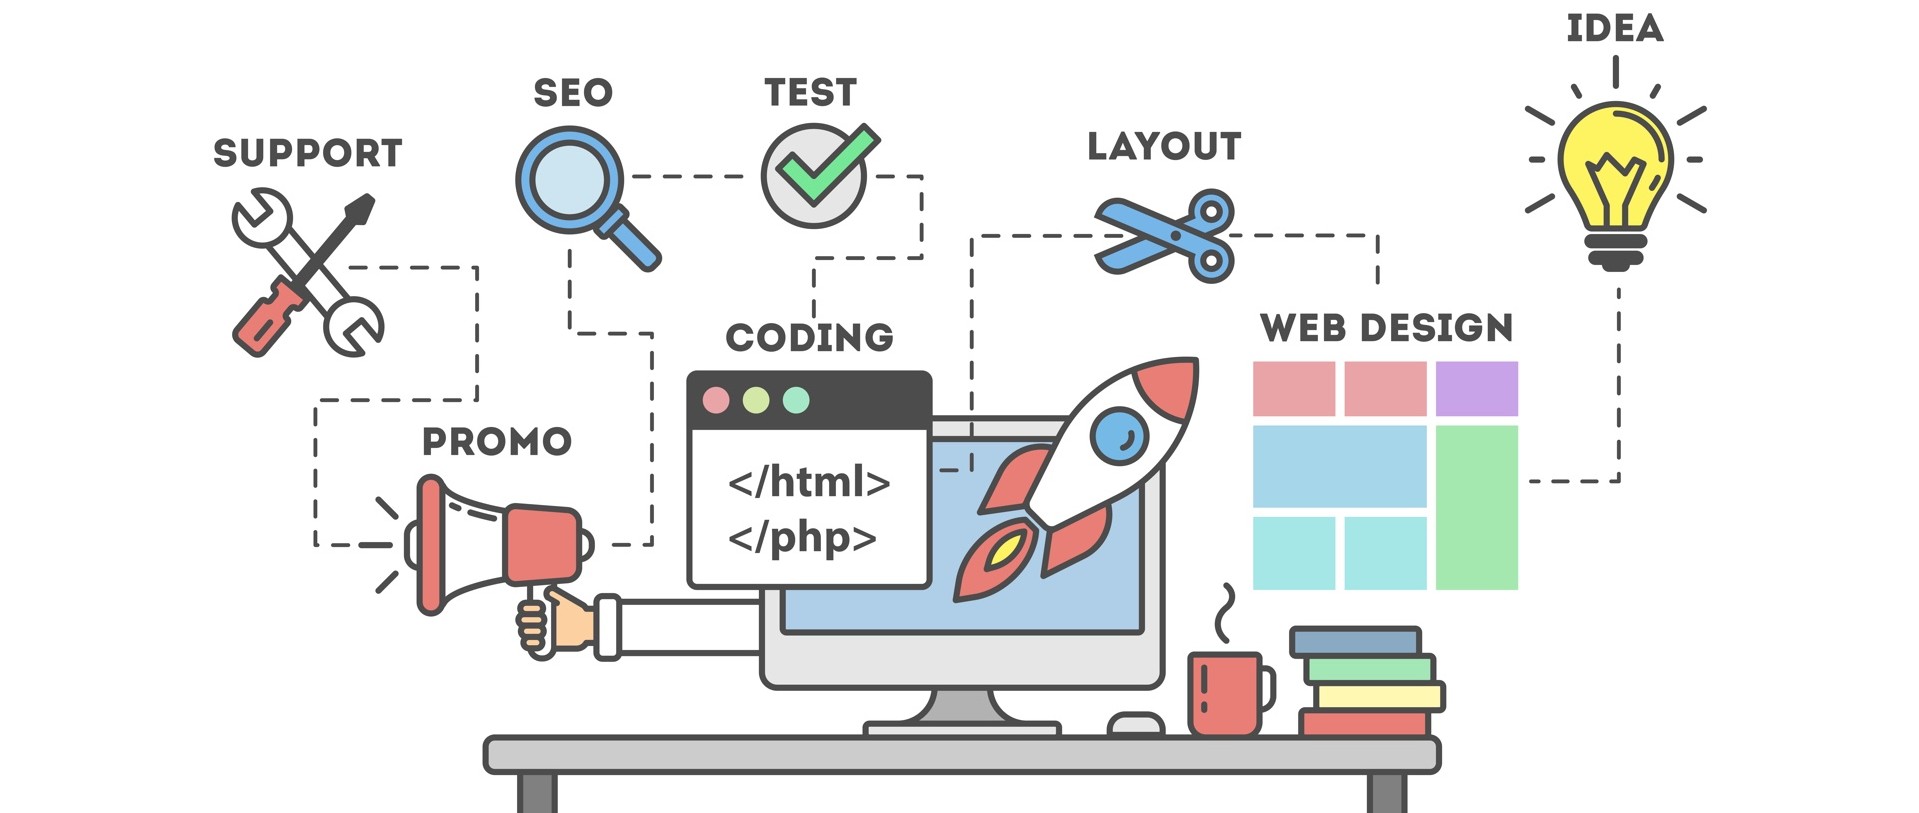 IDEA
SEO
TEST
SUPPORT
LAYOUT
CODING
WEB DESIGN
PROMO
</html>
</php>